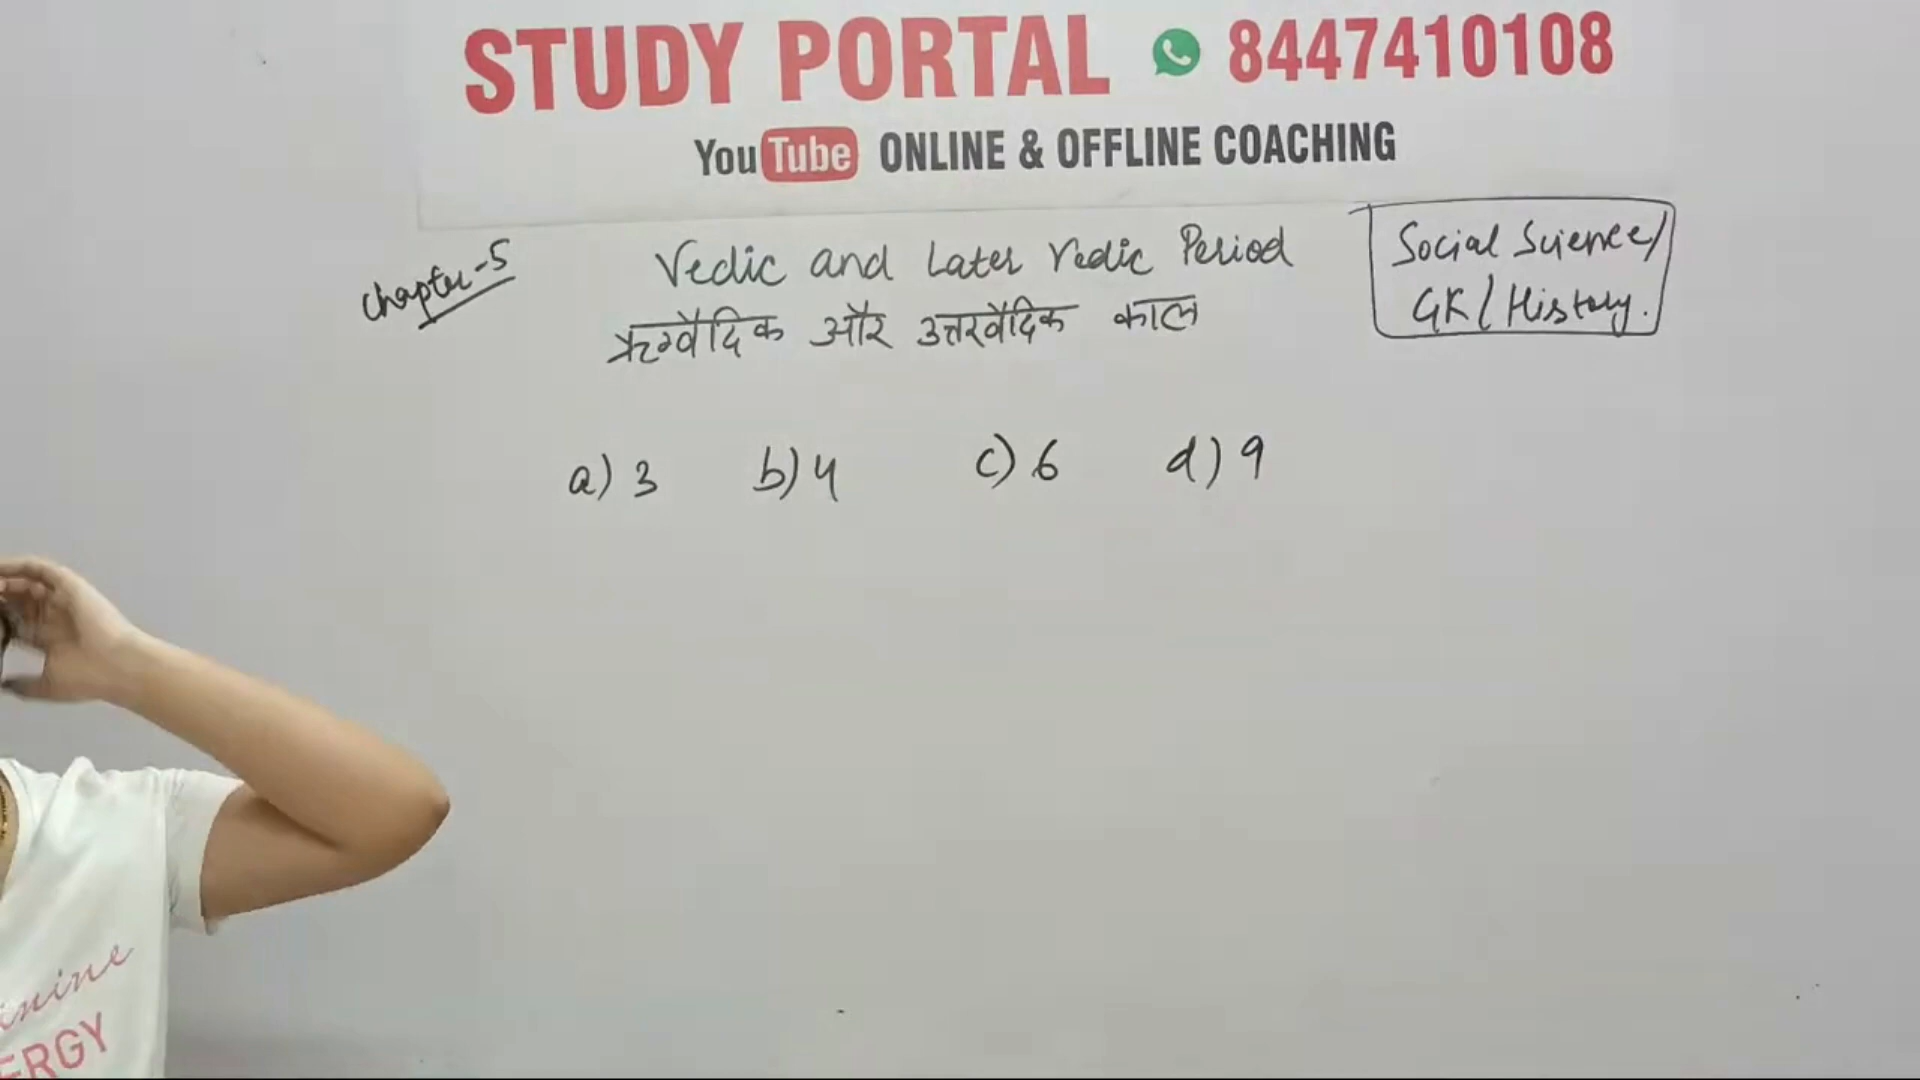 STUDY PORTAL 8447410108
YouTube ONLINE & OFFLINE COACHING
Chapter-5
Vedic and Later Vedic Period
ऋग्वैदिक और उत्तरवैदिक काल
Social Science/
GK / History.
a) 3 b) 4 c) 6 d) 9
ERGY